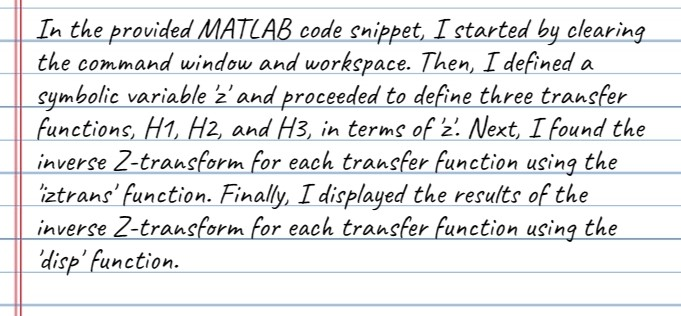 In the provided MATLAB code snippet, I started by clearing
the command window and workspace. Then, I defined a
symbolic variable 'z' and proceeded to define three transfer
functions, H1, H2, and H3, in terms of 'z'. Next, I found the
inverse Z-transform for each transfer function using the
'iztrans' function. Finally, I displayed the results of the
inverse Z-transform for each transfer function using the
'disp' function.